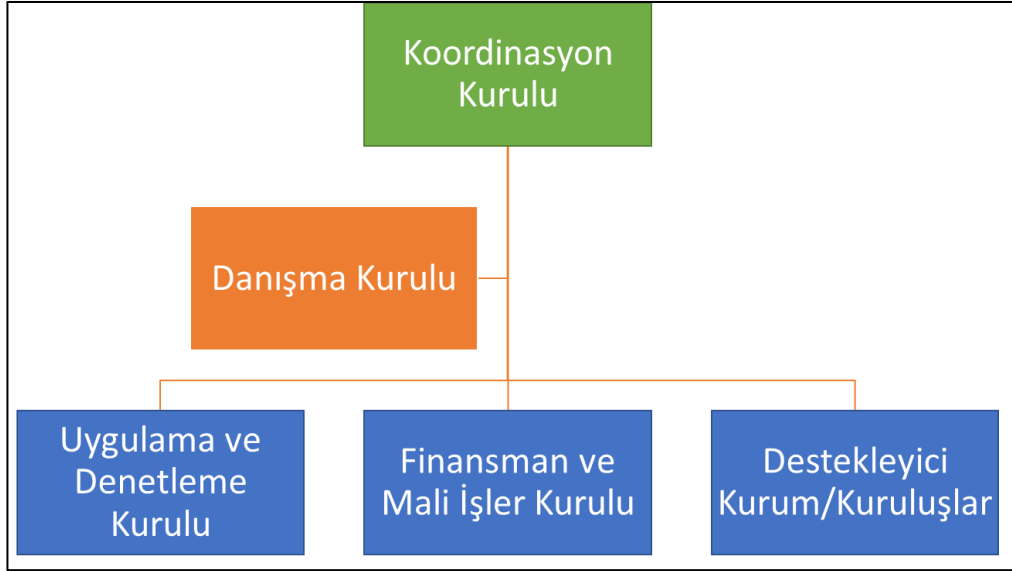 Koordinasyon
Kurulu
Danışma Kurulu
Uygulama ve
Denetleme
Kurulu
Finansman ve
Mali İşler Kurulu
Destekleyici
Kurum/Kuruluşlar